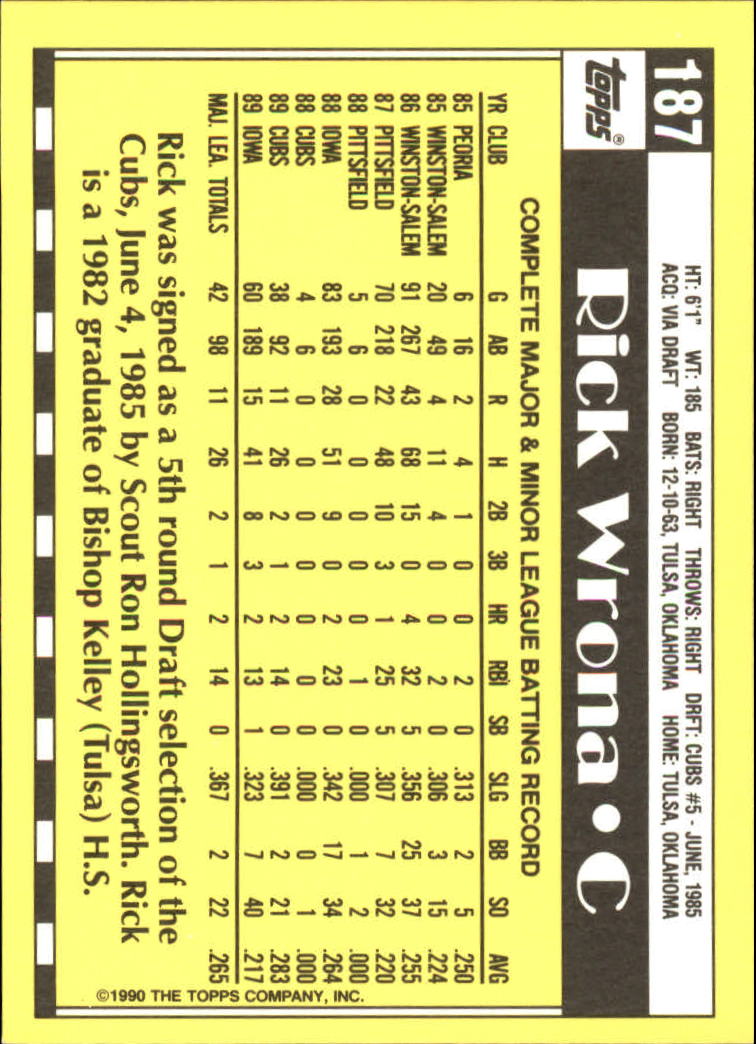 187
HT: 6'1" WT: 185 BATS: RIGHT THROWS: RIGHT DRFT: CUBS #5 - JUNE, 1985
ACQ: VIA DRAFT BORN: 12-10-63, TULSA, OKLAHOMA HOME: TULSA, OKLAHOMA
topps®
Rick Wrona • C
COMPLETE MAJOR & MINOR LEAGUE BATTING RECORD
YR CLUB G AB R H 2B 3B HR RBI SB SLG BB SO AVG
85 PEORIA 6 16 2 4 1 0 0 2 0 .313 2 5 .250
85 WINSTON-SALEM 20 49 4 11 4 0 0 2 0 .306 3 15 .224
86 WINSTON-SALEM 91 267 43 68 15 0 4 32 5 .356 25 37 .255
87 PITTSFIELD 70 218 22 48 10 3 1 25 5 .307 7 32 .220
88 PITTSFIELD 5 6 0 0 0 0 0 1 0 .000 1 2 .000
88 IOWA 83 193 28 51 9 0 2 23 0 .342 17 34 .264
88 CUBS 4 6 0 0 0 0 0 0 0 .000 0 1 .000
89 CUBS 38 92 11 26 2 1 2 14 0 .391 2 21 .283
89 IOWA 60 189 15 41 8 3 2 13 1 .323 7 40 .217
MAJ. LEA. TOTALS 42 98 11 26 2 1 2 14 0 .367 2 22 .265
Rick was signed as a 5th round Draft selection of the
Cubs, June 4, 1985 by Scout Ron Hollingsworth. Rick
is a 1982 graduate of Bishop Kelley (Tulsa) H.S.
©1990 THE TOPPS COMPANY, INC.